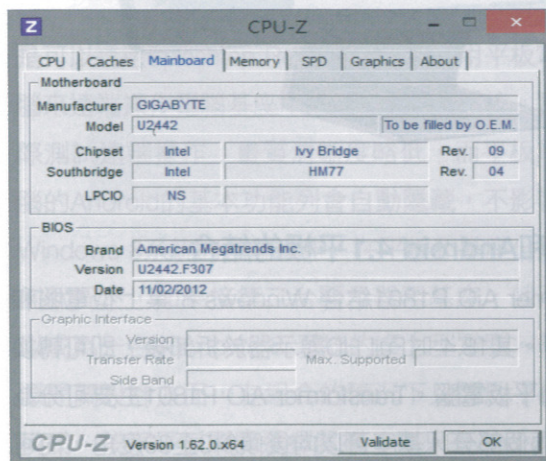 Z CPU-Z
CPU Caches Mainboard Memory SPD Graphics About
Motherboard
Manufacturer GIGABYTE
Model U2442 To be filled by O.E.M.
Chipset Intel Ivy Bridge Rev. 09
Southbridge Intel HM77 Rev. 04
LPCIO NS
BIOS
Brand American Megatrends Inc.
Version U2442.F307
Date 11/02/2012
Graphic Interface
Version
Transfer Rate Max. Supported
Side Band
CPU-Z Version 1.62.0.x64 Validate OK